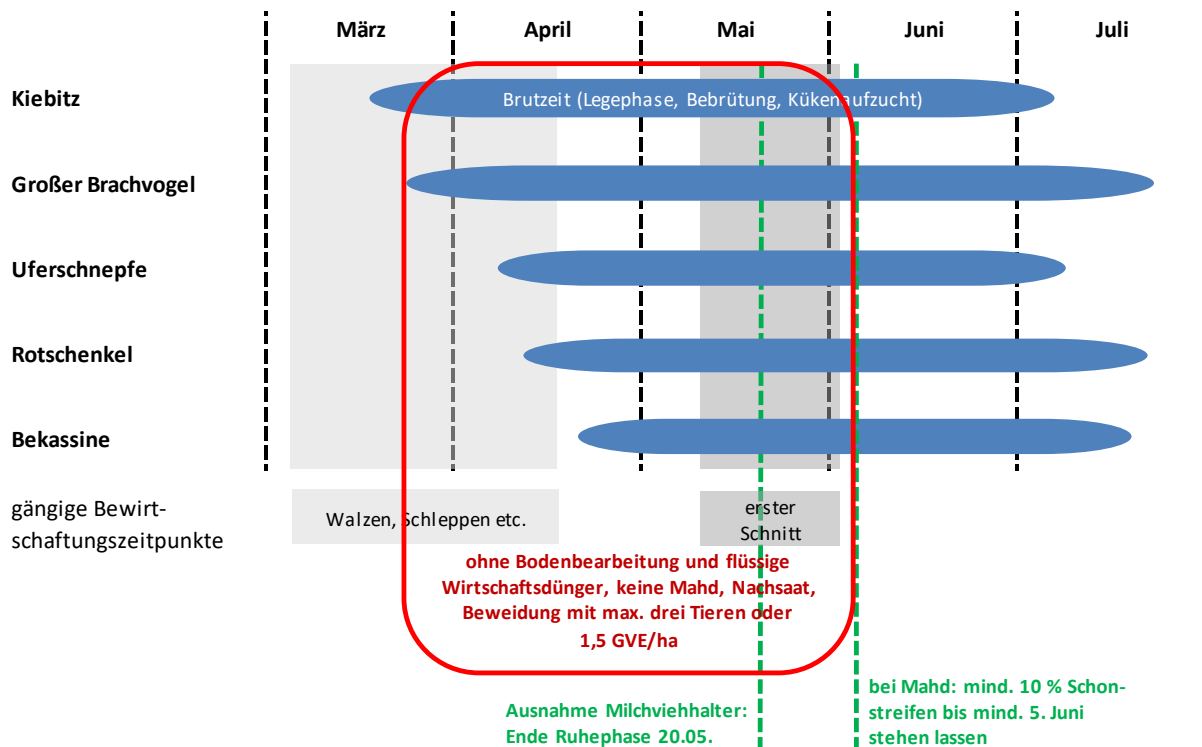 März April Mai Juni Juli
Kiebitz
Brutzeit (Legephase, Bebrütung, Kükenaufzucht)
Großer Brachvogel
Uferschnepfe
Rotschenkel
Bekassine
gängige Bewirt-
schaftungszeitpunkte
Walzen, Schleppen etc.
erster
Schnitt
ohne Bodenbearbeitung und flüssige
Wirtschaftsdünger, keine Mahd, Nachsaat,
Beweidung mit max. drei Tieren oder
1,5 GVE/ha
Ausnahme Milchviehhalter:
Ende Ruhephase 20.05.
bei Mahd: mind. 10 % Schon-
streifen bis mind. 5. Juni
stehen lassen